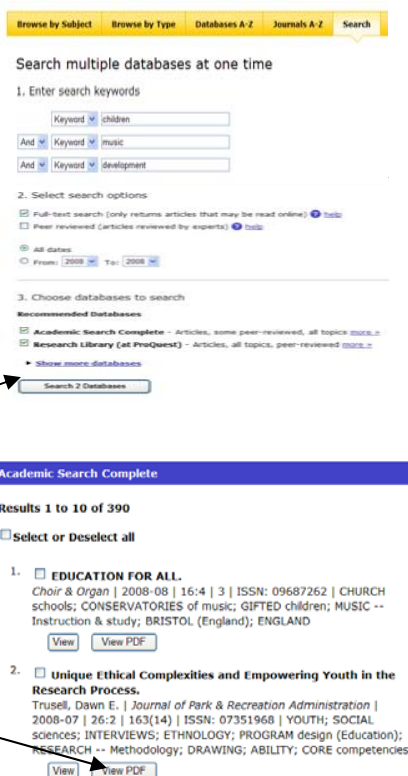 Browse by Subject Browse by Type Databases A-Z Journals A-Z Search
Search multiple databases at one time
1. Enter search keywords
Keyword children
And Keyword music
And Keyword development
2. Select search options
Full-text search (only returns articles that may be read online) help
Peer reviewed (articles reviewed by experts) help
All dates
From: 2008 To: 2008
3. Choose databases to search
Recommended Databases
Academic Search Complete - Articles, some peer-reviewed, all topics more »
Research Library (at ProQuest) - Articles, all topics, peer-reviewed more »
Show more databases
Search 2 Databases
Academic Search Complete
Results 1 to 10 of 390
Select or Deselect all
1. EDUCATION FOR ALL.
Choir & Organ | 2008-08 | 16:4 | 3 | ISSN: 09687262 | CHURCH
schools; CONSERVATORIES of music; GIFTED children; MUSIC --
Instruction & study; BRISTOL (England); ENGLAND
View View PDF
2. Unique Ethical Complexities and Empowering Youth in the
Research Process.
Trusell, Dawn E. | Journal of Park & Recreation Administration |
2008-07 | 26:2 | 163(14) | ISSN: 07351968 | YOUTH; SOCIAL
sciences; INTERVIEWS; ETHNOLOGY; PROGRAM design (Education);
RESEARCH -- Methodology; DRAWING; ABILITY; CORE competencies
View View PDF